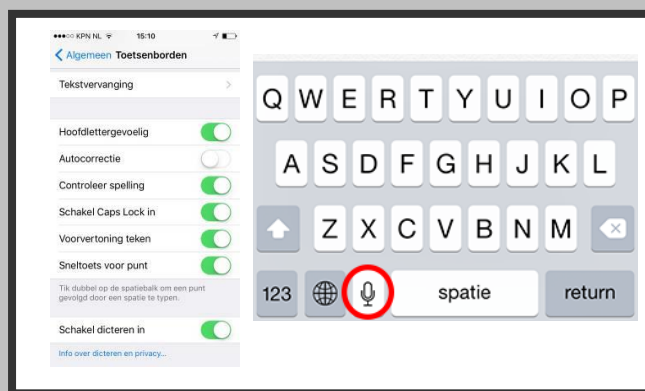 KPN NL 15:10
Algemeen Toetsenborden
Tekstvervanging
Hoofdlettergevoelig
Autocorrectie
Controleer spelling
Schakel Caps Lock in
Voorvertoning teken
Sneltoets voor punt
Tik dubbel op de spatiebalk om een punt
gevolgd door een spatie te typen.
Schakel dicteren in
Info over dicteren en privacy...
Q W E R T Y U I O P
A S D F G H J K L
Z X C V B N M
123 spatie return